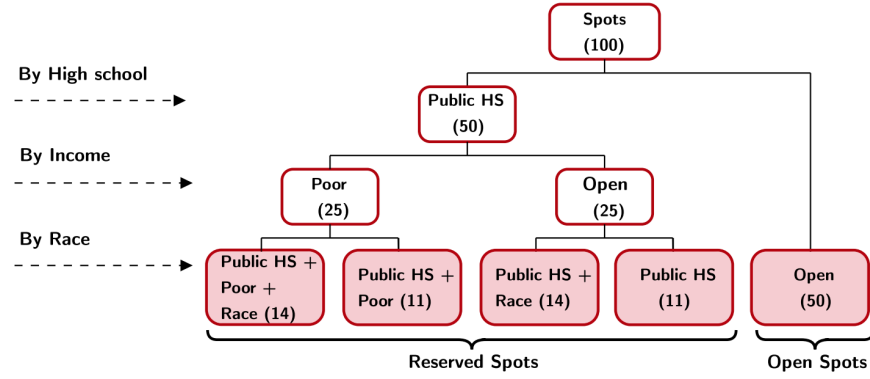 Spots
(100)
By High school
Public HS
(50)
By Income
Poor
(25)
Open
(25)
By Race
Public HS +
Poor +
Race (14)
Public HS +
Poor (11)
Public HS +
Race (14)
Public HS
(11)
Open
(50)
Reserved Spots
Open Spots